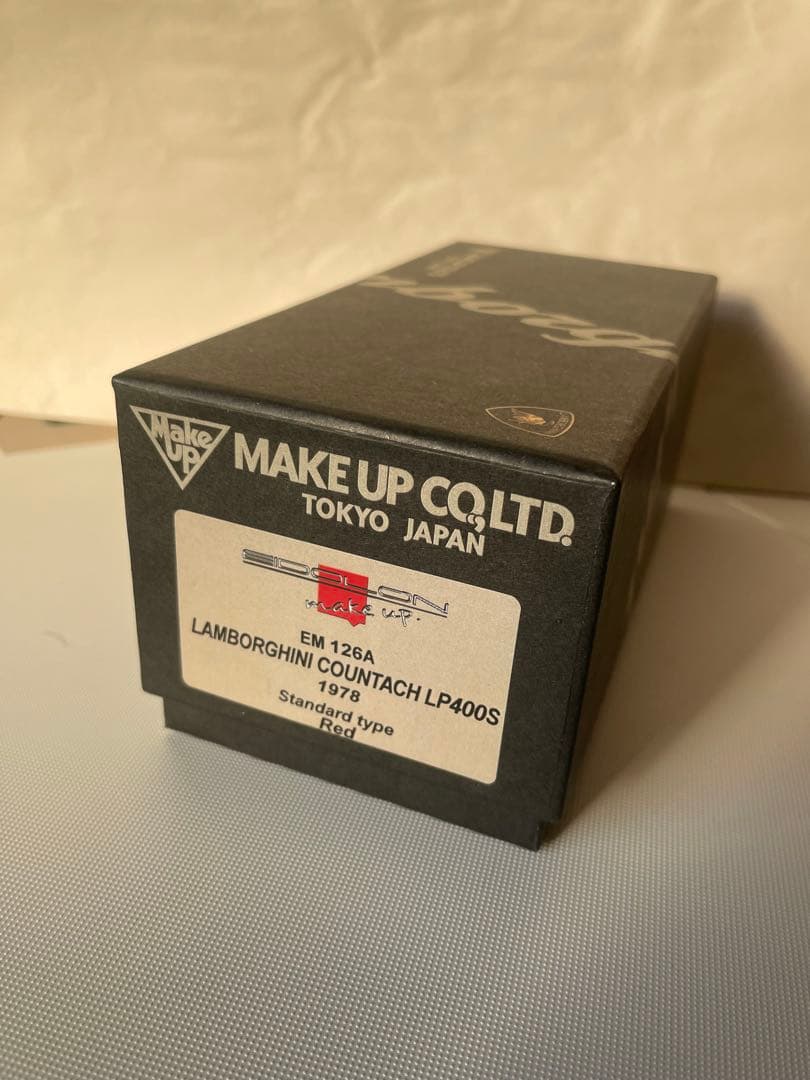 Make
Up
MAKE UP CO.,LTD.
TOKYO JAPAN
EIDOLON
make up.
EM 126A
LAMBORGHINI COUNTACH LP400S
1978
Standard type
Red